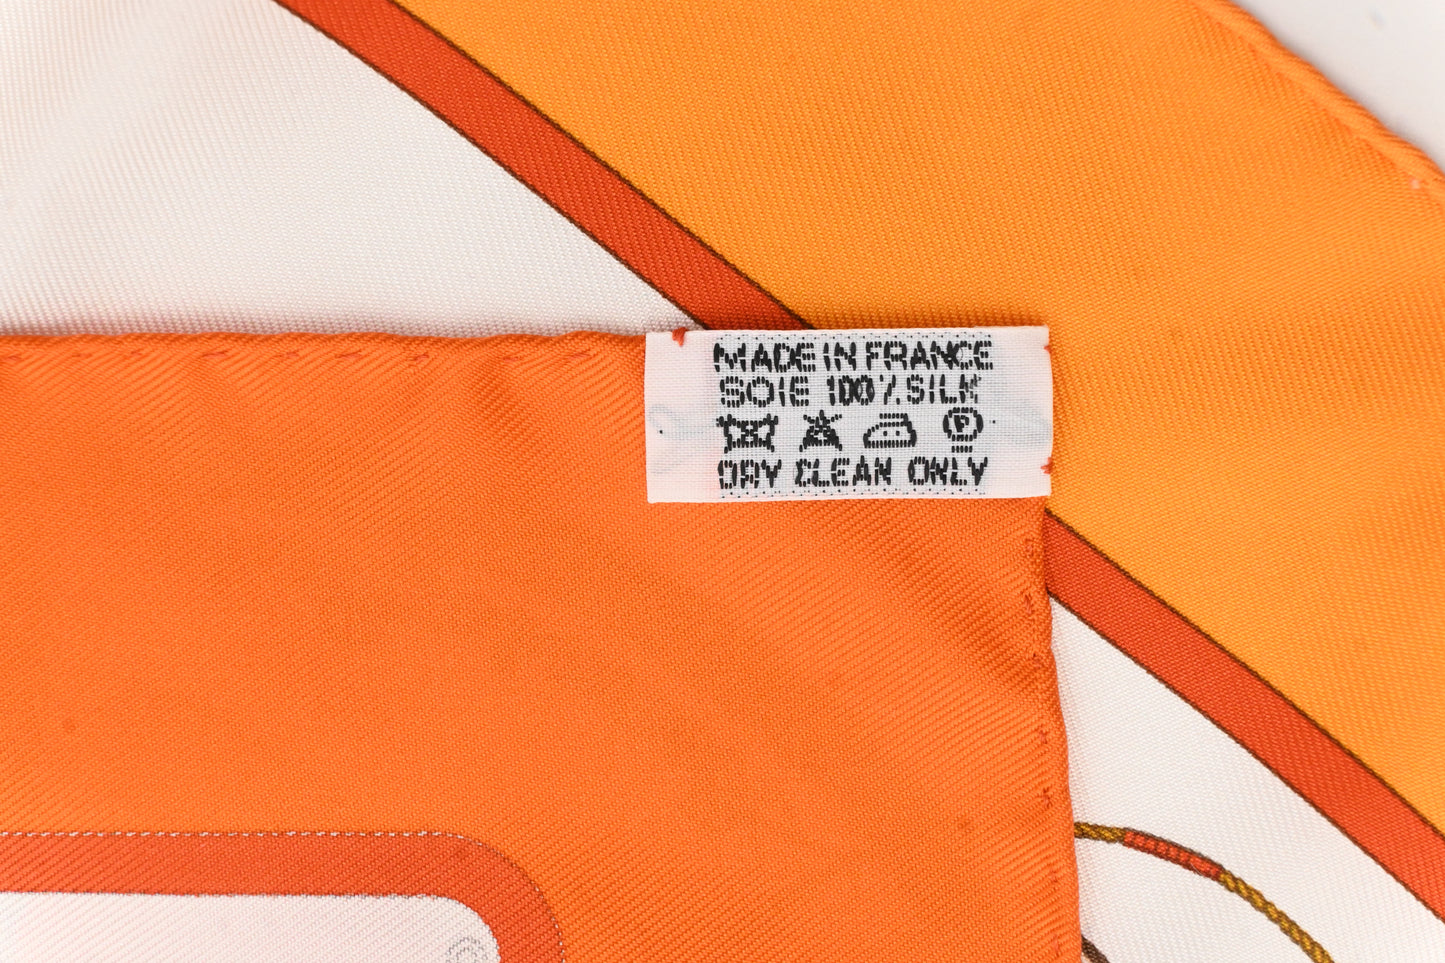 MADE IN FRANCE
SOIE 100% SILK
P
DRY CLEAN ONLY